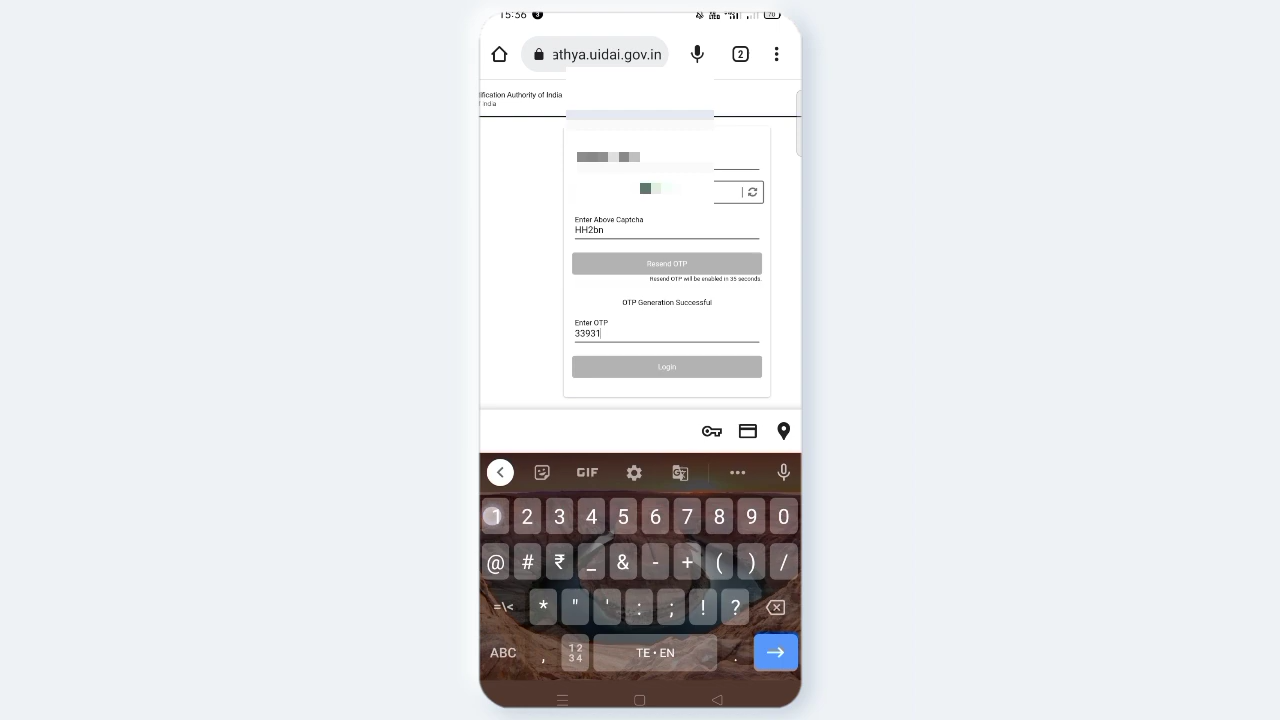 15:56
athya.uidai.gov.in
2
ification Authority of India
India
Enter Above Captcha
HH2bn
Resend OTP
Resend OTP will be enabled in 35 seconds.
OTP Generation Successful
Enter OTP
33931
Login
GIF
1 2 3 4 5 6 7 8 9 0
@ # ₹ _ & - + ( ) /
=\< * " ' : ; ! ?
ABC , 12 34 TE • EN .